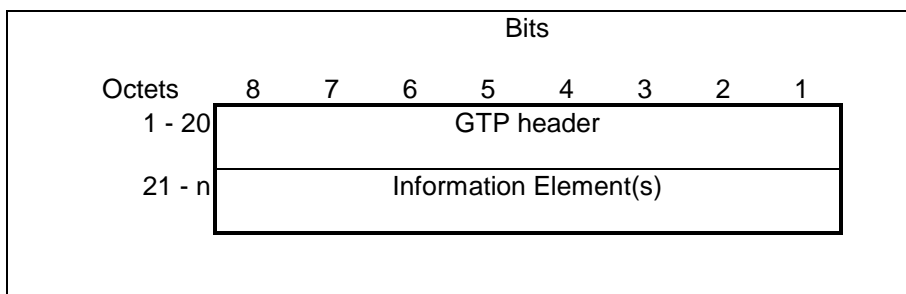 Bits
Octets 8 7 6 5 4 3 2 1
1 - 20 GTP header
21 - n Information Element(s)